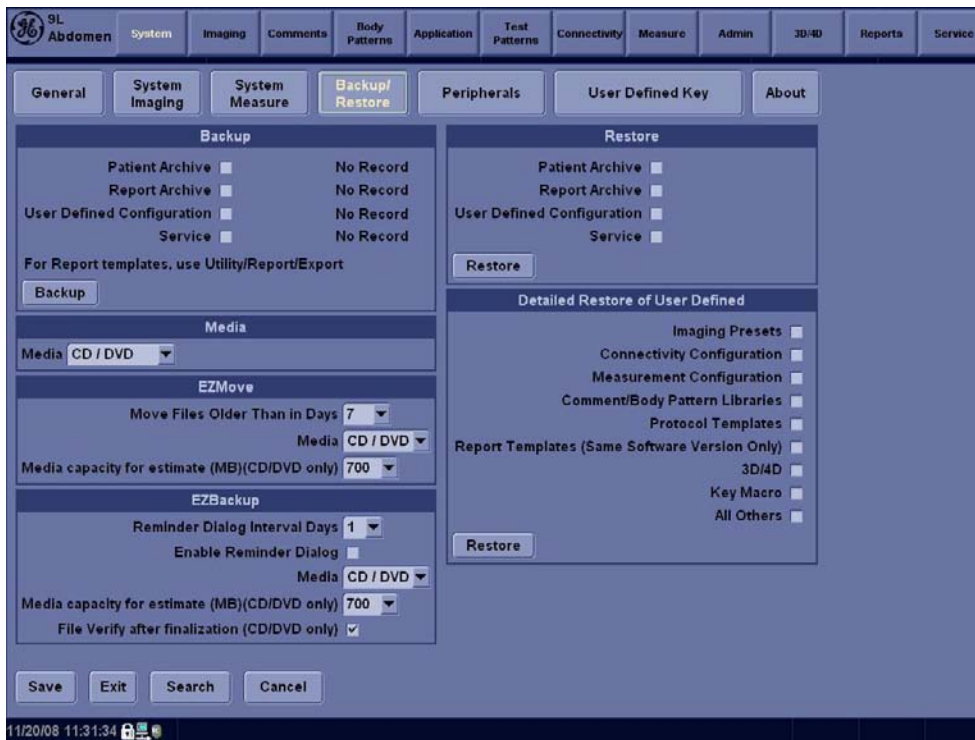 9L
Abdomen
System
Imaging
Comments
Body
Patterns
Application
Test
Patterns
Connectivity
Measure
Admin
3D/4D
Reports
Service
General
System
Imaging
System
Measure
Backup/
Restore
Peripherals
User Defined Key
About
Backup
Patient Archive No Record
Report Archive No Record
User Defined Configuration No Record
Service No Record
For Report templates, use Utility/Report/Export
Backup
Media
Media CD / DVD
EZMove
Move Files Older Than in Days 7
Media CD / DVD
Media capacity for estimate (MB)(CD/DVD only) 700
EZBackup
Reminder Dialog Interval Days 1
Enable Reminder Dialog
Media CD / DVD
Media capacity for estimate (MB)(CD/DVD only) 700
File Verify after finalization (CD/DVD only)
Restore
Patient Archive
Report Archive
User Defined Configuration
Service
Restore
Detailed Restore of User Defined
Imaging Presets
Connectivity Configuration
Measurement Configuration
Comment/Body Pattern Libraries
Protocol Templates
Report Templates (Same Software Version Only)
3D/4D
Key Macro
All Others
Restore
Save
Exit
Search
Cancel
11/20/08 11:31:34